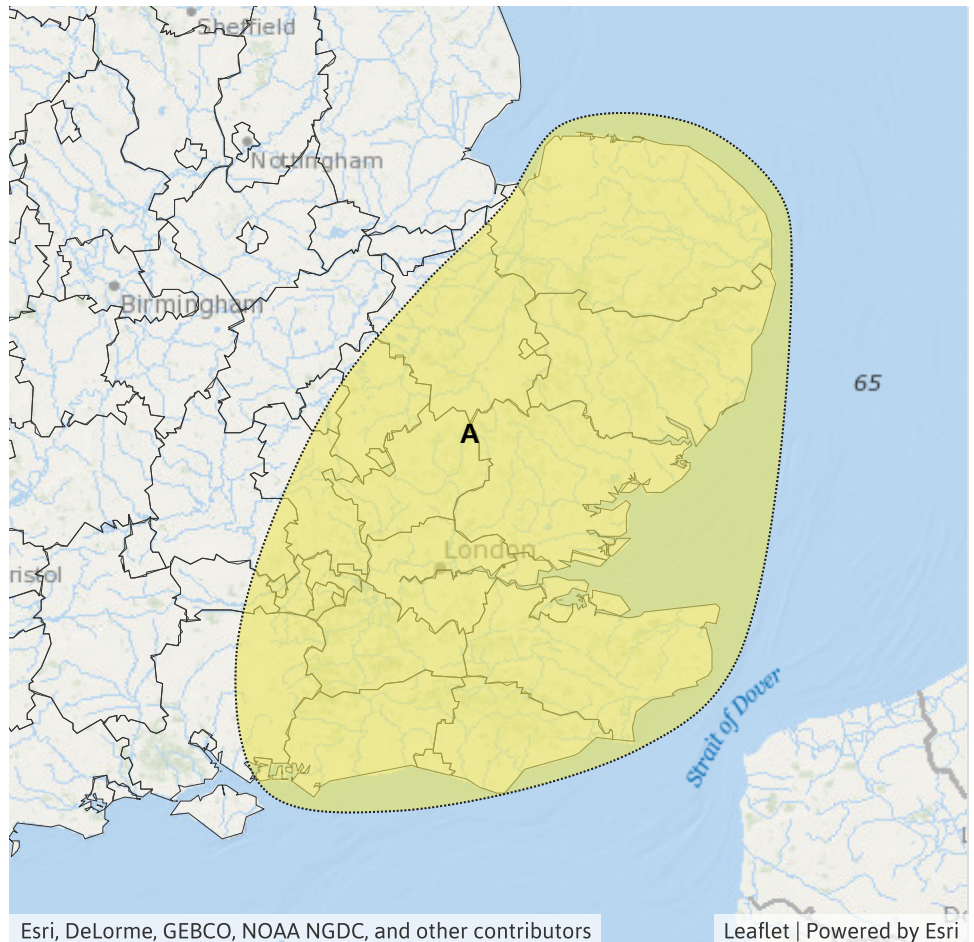 Sheffield
Nottingham
Birmingham
65
A
London
ristol
Strait of Dover
Esri, DeLorme, GEBCO, NOAA NGDC, and other contributors
Leaflet | Powered by Esri